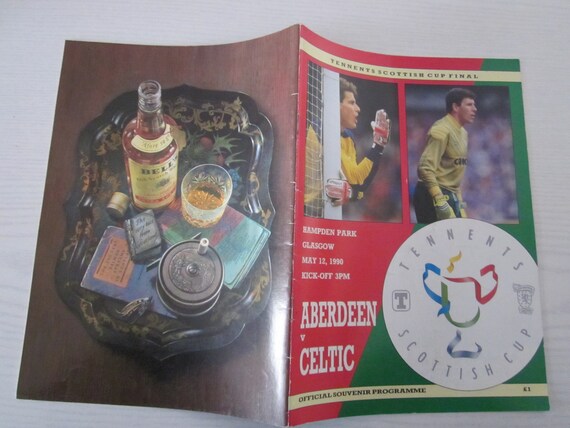 BELL'S
TENNENTS SCOTTISH CUP FINAL
HAMPDEN PARK
GLASGOW
MAY 12, 1990
KICK-OFF 3PM
ABERDEEN
v
CELTIC
TENNENTS
SCOTTISH CUP
T
OFFICIAL SOUVENIR PROGRAMME
£1